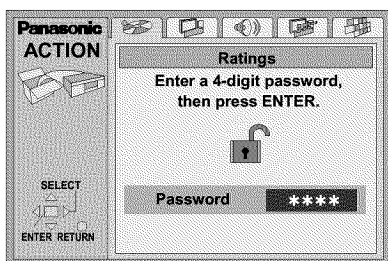 Panasonic
ACTION
SELECT
ENTER RETURN
Ratings
Enter a 4-digit password,
then press ENTER.
Password ****